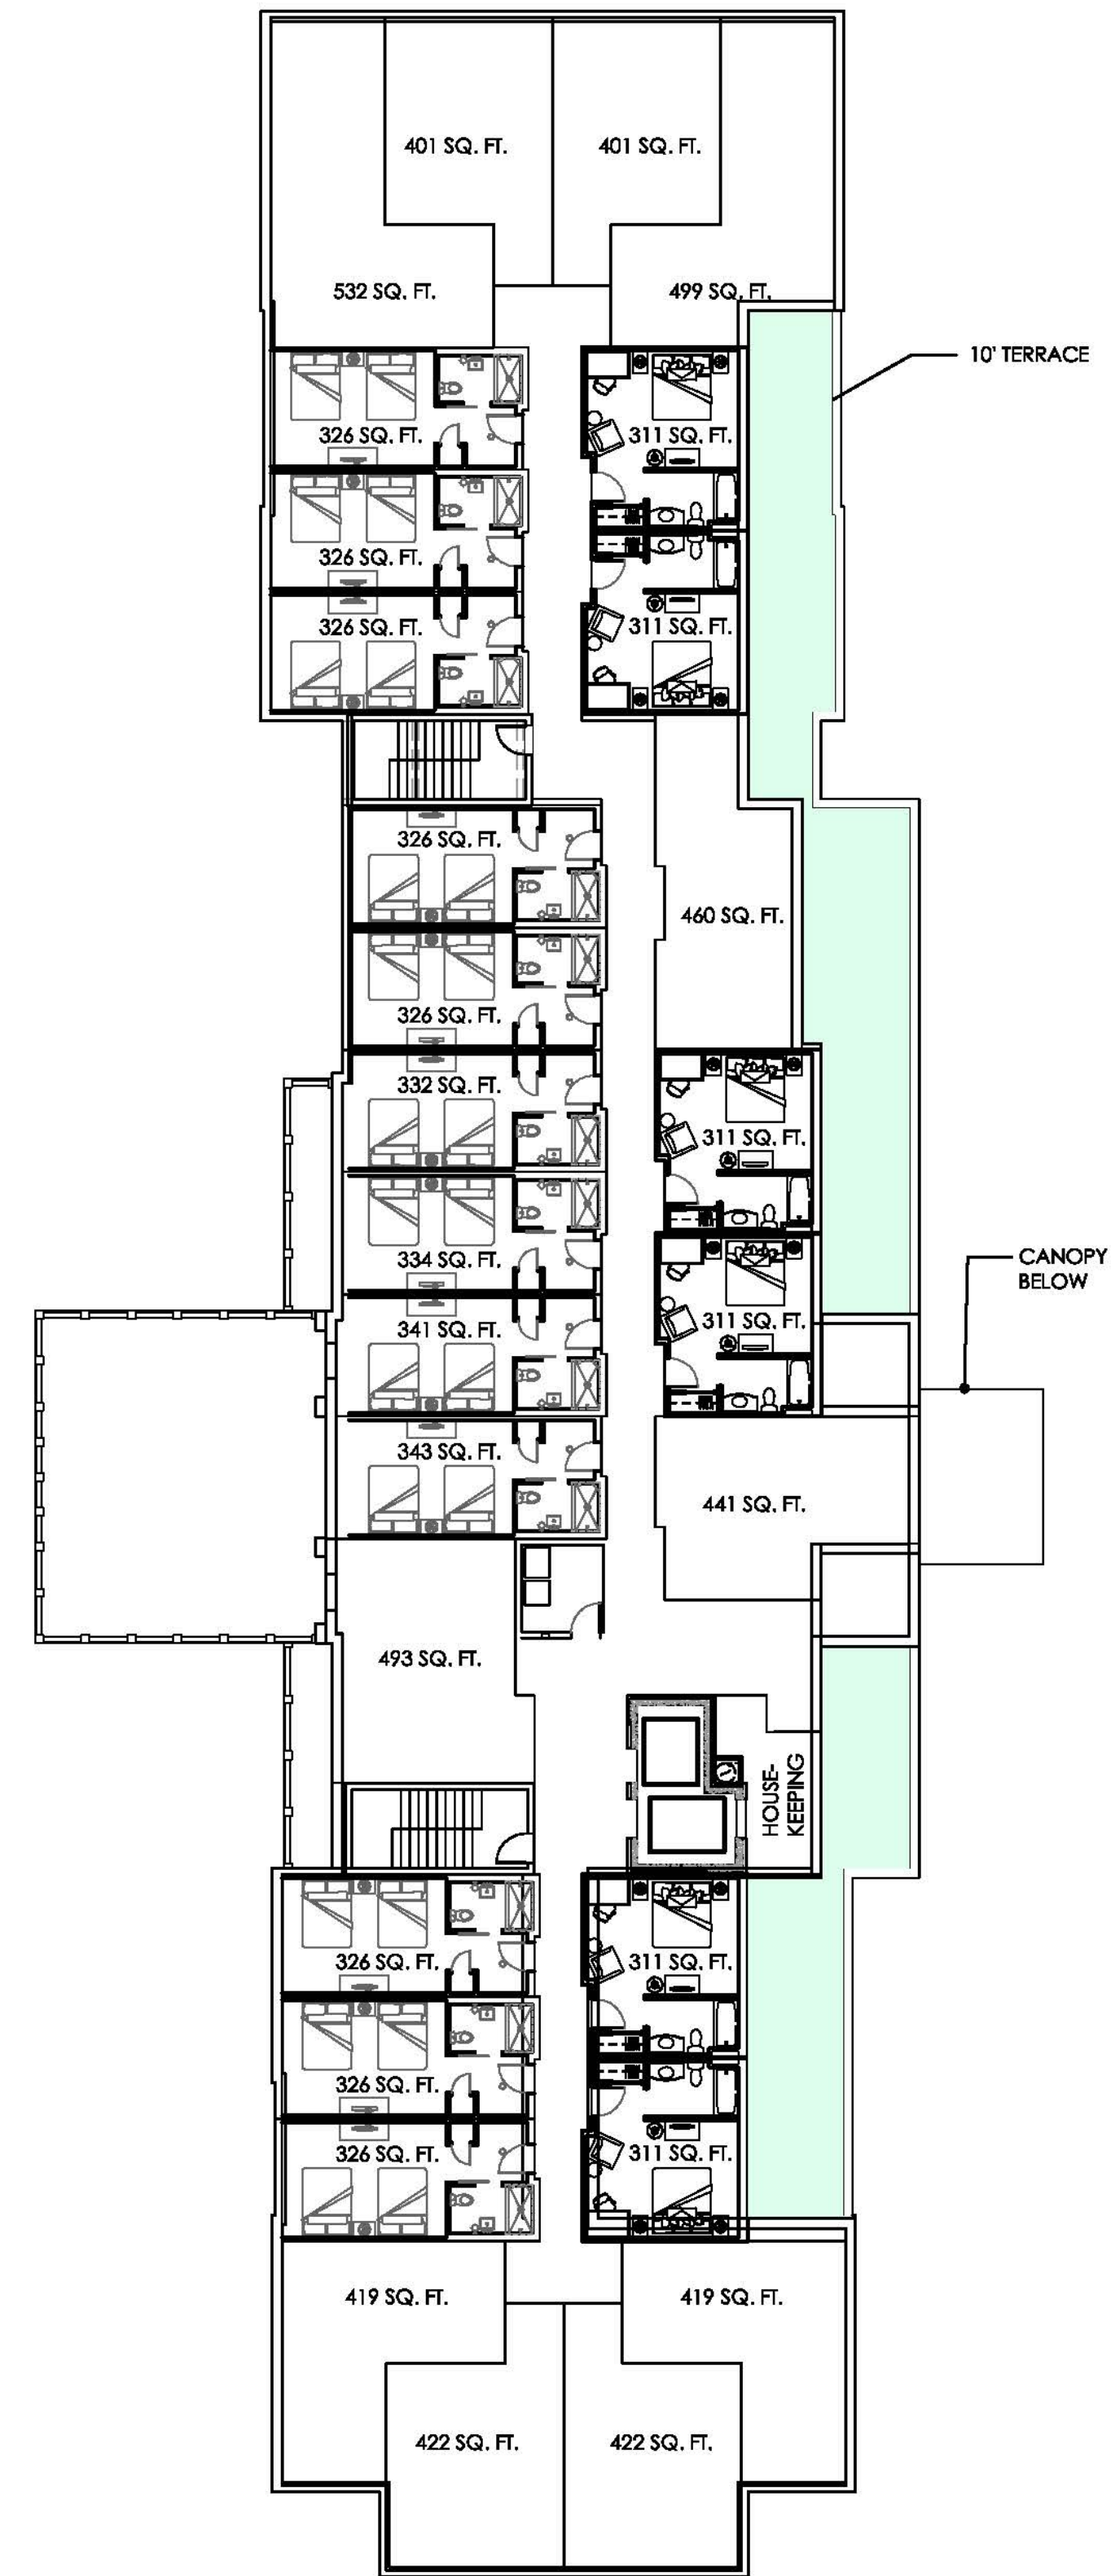 401 SQ. FT.
401 SQ. FT.
532 SQ. FT.
499 SQ. FT.
10' TERRACE
326 SQ. FT.
311 SQ. FT.
326 SQ. FT.
326 SQ. FT.
311 SQ. FT.
326 SQ. FT.
460 SQ. FT.
326 SQ. FT.
332 SQ. FT.
311 SQ. FT.
334 SQ. FT.
CANOPY
BELOW
341 SQ. FT.
311 SQ. FT.
343 SQ. FT.
441 SQ. FT.
493 SQ. FT.
HOUSE-
KEEPING
326 SQ. FT.
311 SQ. FT.
326 SQ. FT.
326 SQ. FT.
311 SQ. FT.
419 SQ. FT.
419 SQ. FT.
422 SQ. FT.
422 SQ. FT.